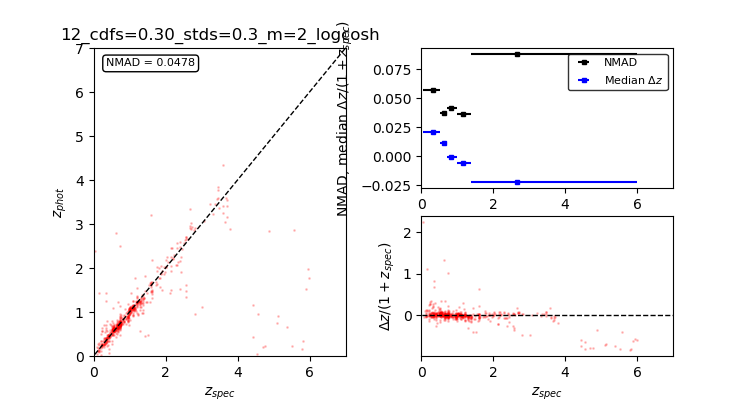 12_cdfs=0.30_stds=0.3_m=2_logcosh
NMAD = 0.0478
z_phot
7
6
5
4
3
2
1
0
0 2 4 6
z_spec
NMAD, median Δz/(1 + z_spec)
0.075
0.050
0.025
0.000
−0.025
NMAD
Median Δz
0 2 4 6
Δz/(1 + z_spec)
2
1
0
0 2 4 6
z_spec